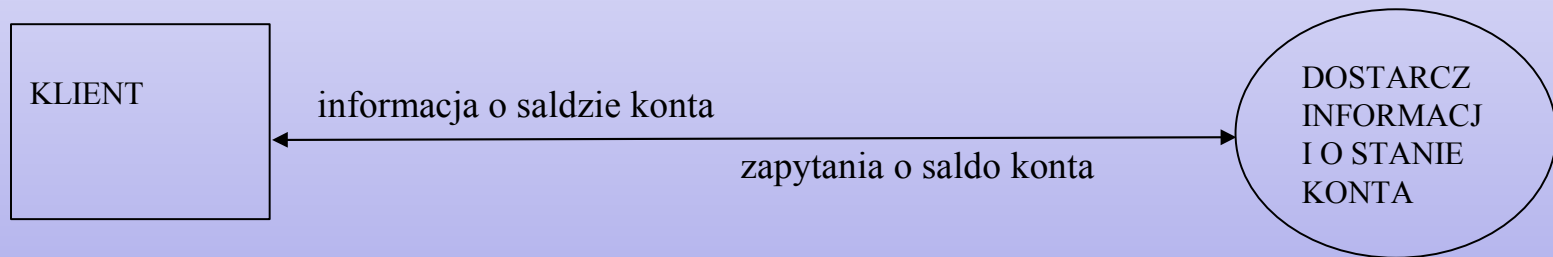 KLIENT
informacja o saldzie konta
zapytania o saldo konta
DOSTARCZ
INFORMACJ
I O STANIE
KONTA